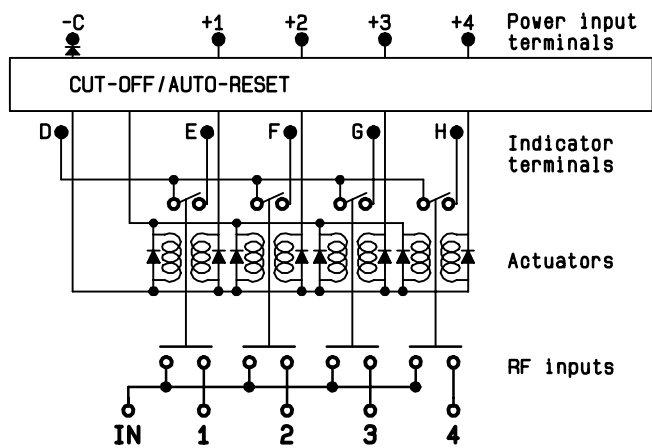 -C +1 +2 +3 +4 Power input
terminals
CUT-OFF/AUTO-RESET
D E F G H Indicator
terminals
Actuators
RF inputs
IN 1 2 3 4